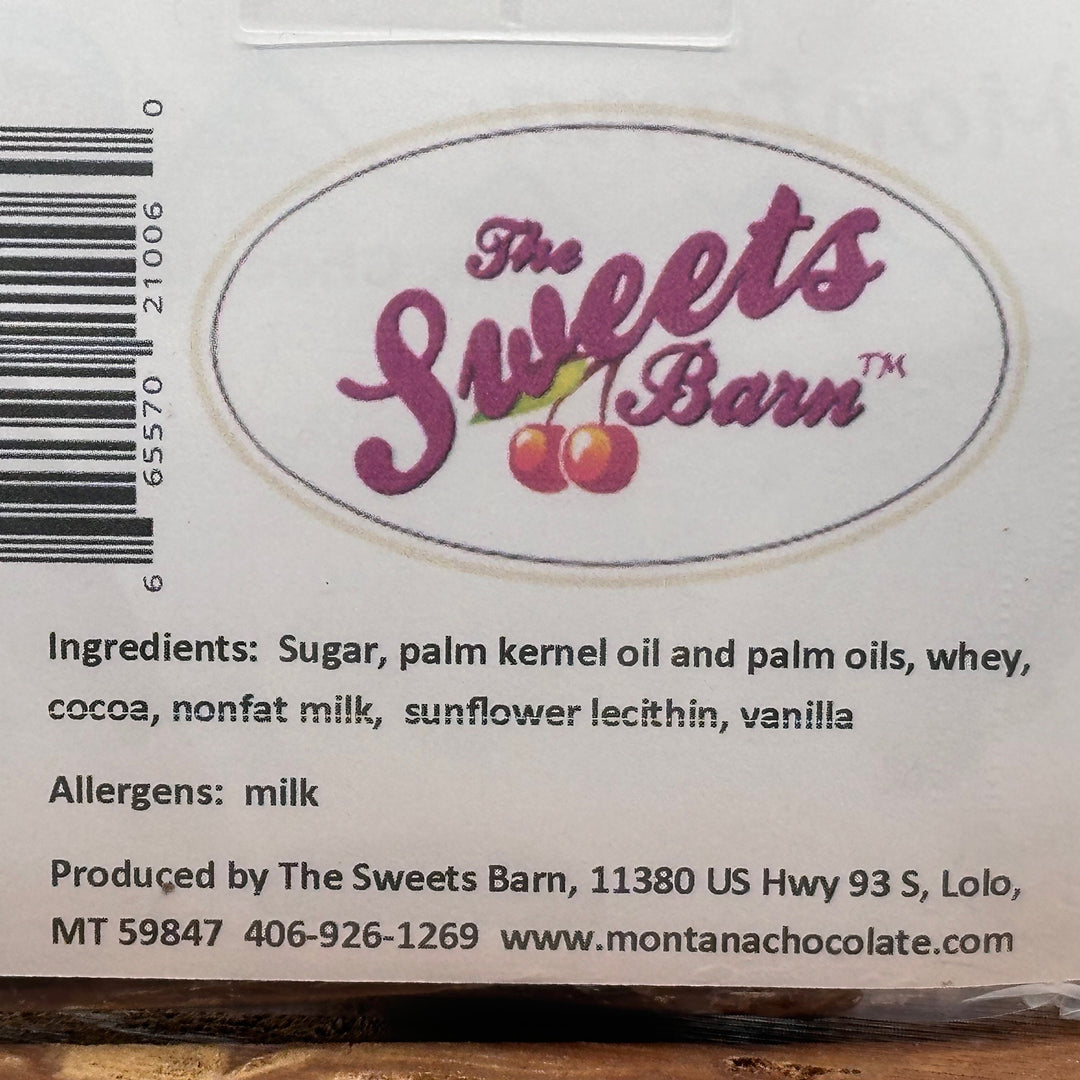 6 65570 21006 0
The
Sweets
Barn™
Ingredients: Sugar, palm kernel oil and palm oils, whey,
cocoa, nonfat milk, sunflower lecithin, vanilla
Allergens: milk
Produced by The Sweets Barn, 11380 US Hwy 93 S, Lolo,
MT 59847 406-926-1269 www.montanachocolate.com